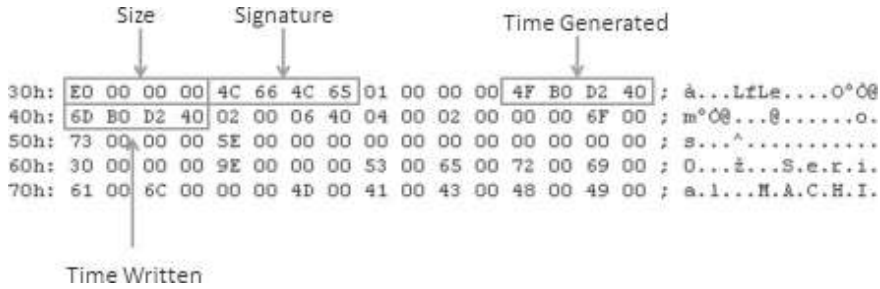 Size Signature Time Generated
30h: E0 00 00 00 4C 66 4C 65 01 00 00 00 4F B0 D2 40 ; à...LfLe....O°Ò@
40h: 6D B0 D2 40 02 00 06 40 04 00 02 00 00 00 6F 00 ; m°Ò@...@......o.
50h: 73 00 00 00 5E 00 00 00 00 00 00 00 00 00 00 00 ; s...^...........
60h: 30 00 00 00 9E 00 00 00 53 00 65 00 72 00 69 00 ; 0...ž...S.e.r.i.
70h: 61 00 6C 00 00 00 4D 00 41 00 43 00 48 00 49 00 ; a.l...M.A.C.H.I.
Time Written